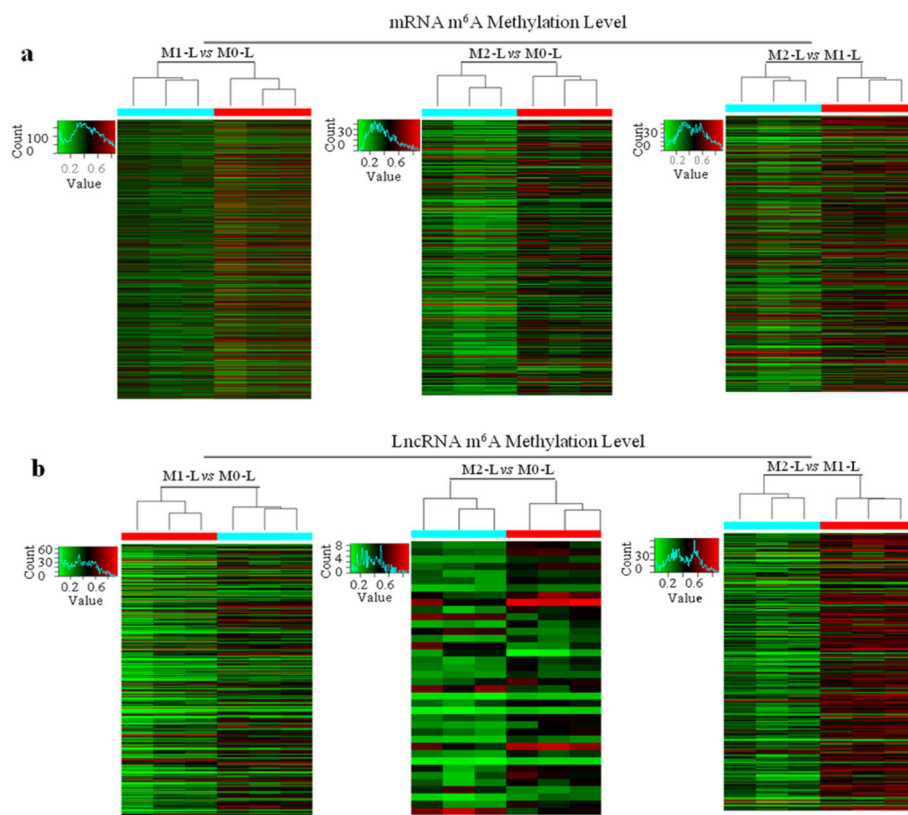 mRNA m⁶A Methylation Level
a
M1-L vs M0-L
M2-L vs M0-L
M2-L vs M1-L
Count
100
0
0.2 0.6
Value
Count
30
0
0.2 0.6
Value
Count
30
0
0.2 0.6
Value
LncRNA m⁶A Methylation Level
b
M1-L vs M0-L
M2-L vs M0-L
M2-L vs M1-L
Count
60
30
0
0.2 0.6
Value
Count
8
4
0
0.2 0.6
Value
Count
30
0
0.2 0.6
Value